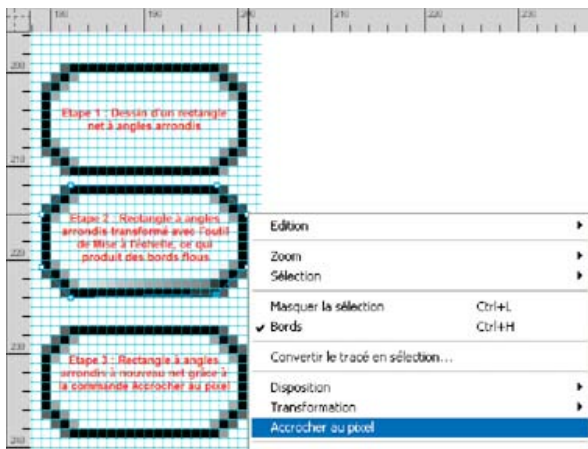 180 190 200 210 220 230
200
Etape 1 : Dessin d'un rectangle
net à angles arrondis
210
Etape 2 : Rectangle à angles
arrondis transformé avec l'outil
de Mise à l'échelle, ce qui
produit des bords flous
220
Edition
Zoom
Sélection
Masquer la sélection Ctrl+L
Bords Ctrl+H
Convertir le tracé en sélection...
Disposition
Transformation
Accrocher au pixel
230
Etape 3 : Rectangle à angles
arrondis à nouveau net grâce à
la commande Accrocher au pixel
240